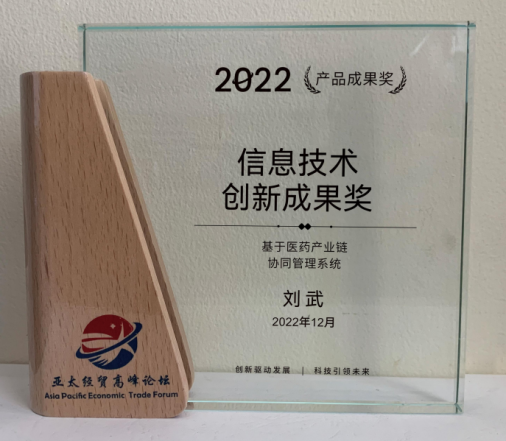 2022 产品成果奖
信息技术
创新成果奖
基于医药产业链
协同管理系统
刘武
2022年12月
创新驱动发展 | 科技引领未来
亚太经贸高峰论坛
Asia Pacific Economic Trade Forum